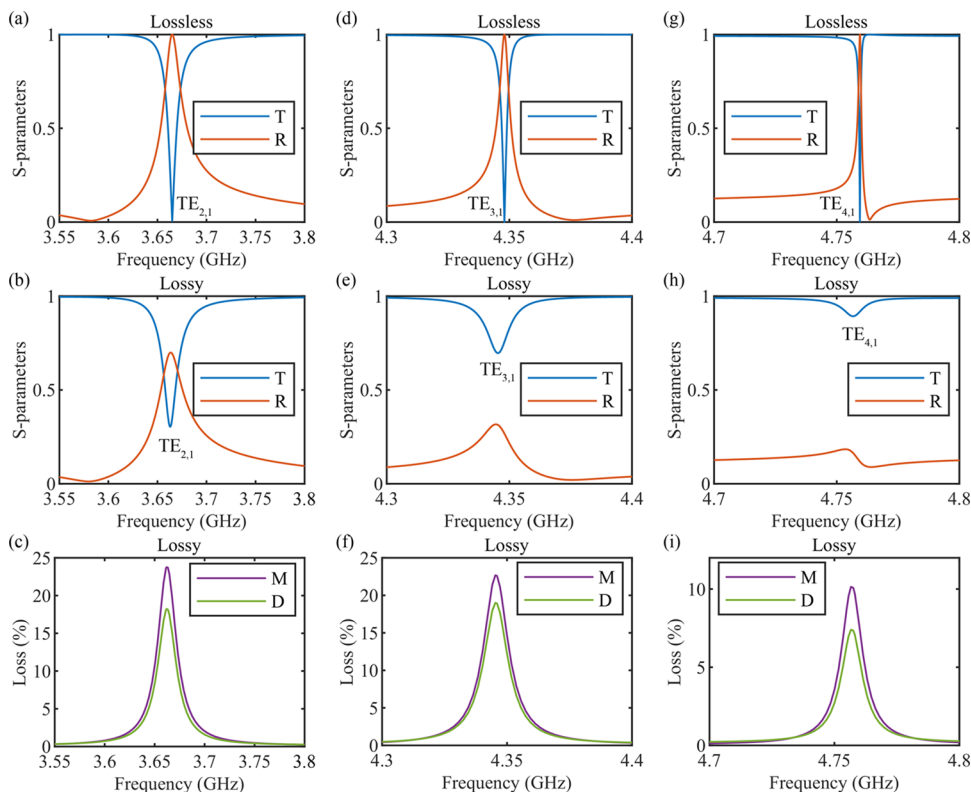 (a) Lossless
S-parameters
1
0.5
0
T
R
TE2,1
3.55 3.6 3.65 3.7 3.75 3.8
Frequency (GHz)
(d) Lossless
S-parameters
1
0.5
0
T
R
TE3,1
4.3 4.35 4.4
Frequency (GHz)
(g) Lossless
S-parameters
1
0.5
0
T
R
TE4,1
4.7 4.75 4.8
Frequency (GHz)
(b) Lossy
S-parameters
1
0.5
0
T
R
TE2,1
3.55 3.6 3.65 3.7 3.75 3.8
Frequency (GHz)
(e) Lossy
S-parameters
1
0.5
0
T
R
TE3,1
4.3 4.35 4.4
Frequency (GHz)
(h) Lossy
S-parameters
1
0.5
0
TE4,1
T
R
4.7 4.75 4.8
Frequency (GHz)
(c) Lossy
Loss (%)
25
20
15
10
5
0
M
D
3.55 3.6 3.65 3.7 3.75 3.8
Frequency (GHz)
(f) Lossy
Loss (%)
25
20
15
10
5
0
M
D
4.3 4.35 4.4
Frequency (GHz)
(i) Lossy
Loss (%)
10
5
0
M
D
4.7 4.75 4.8
Frequency (GHz)